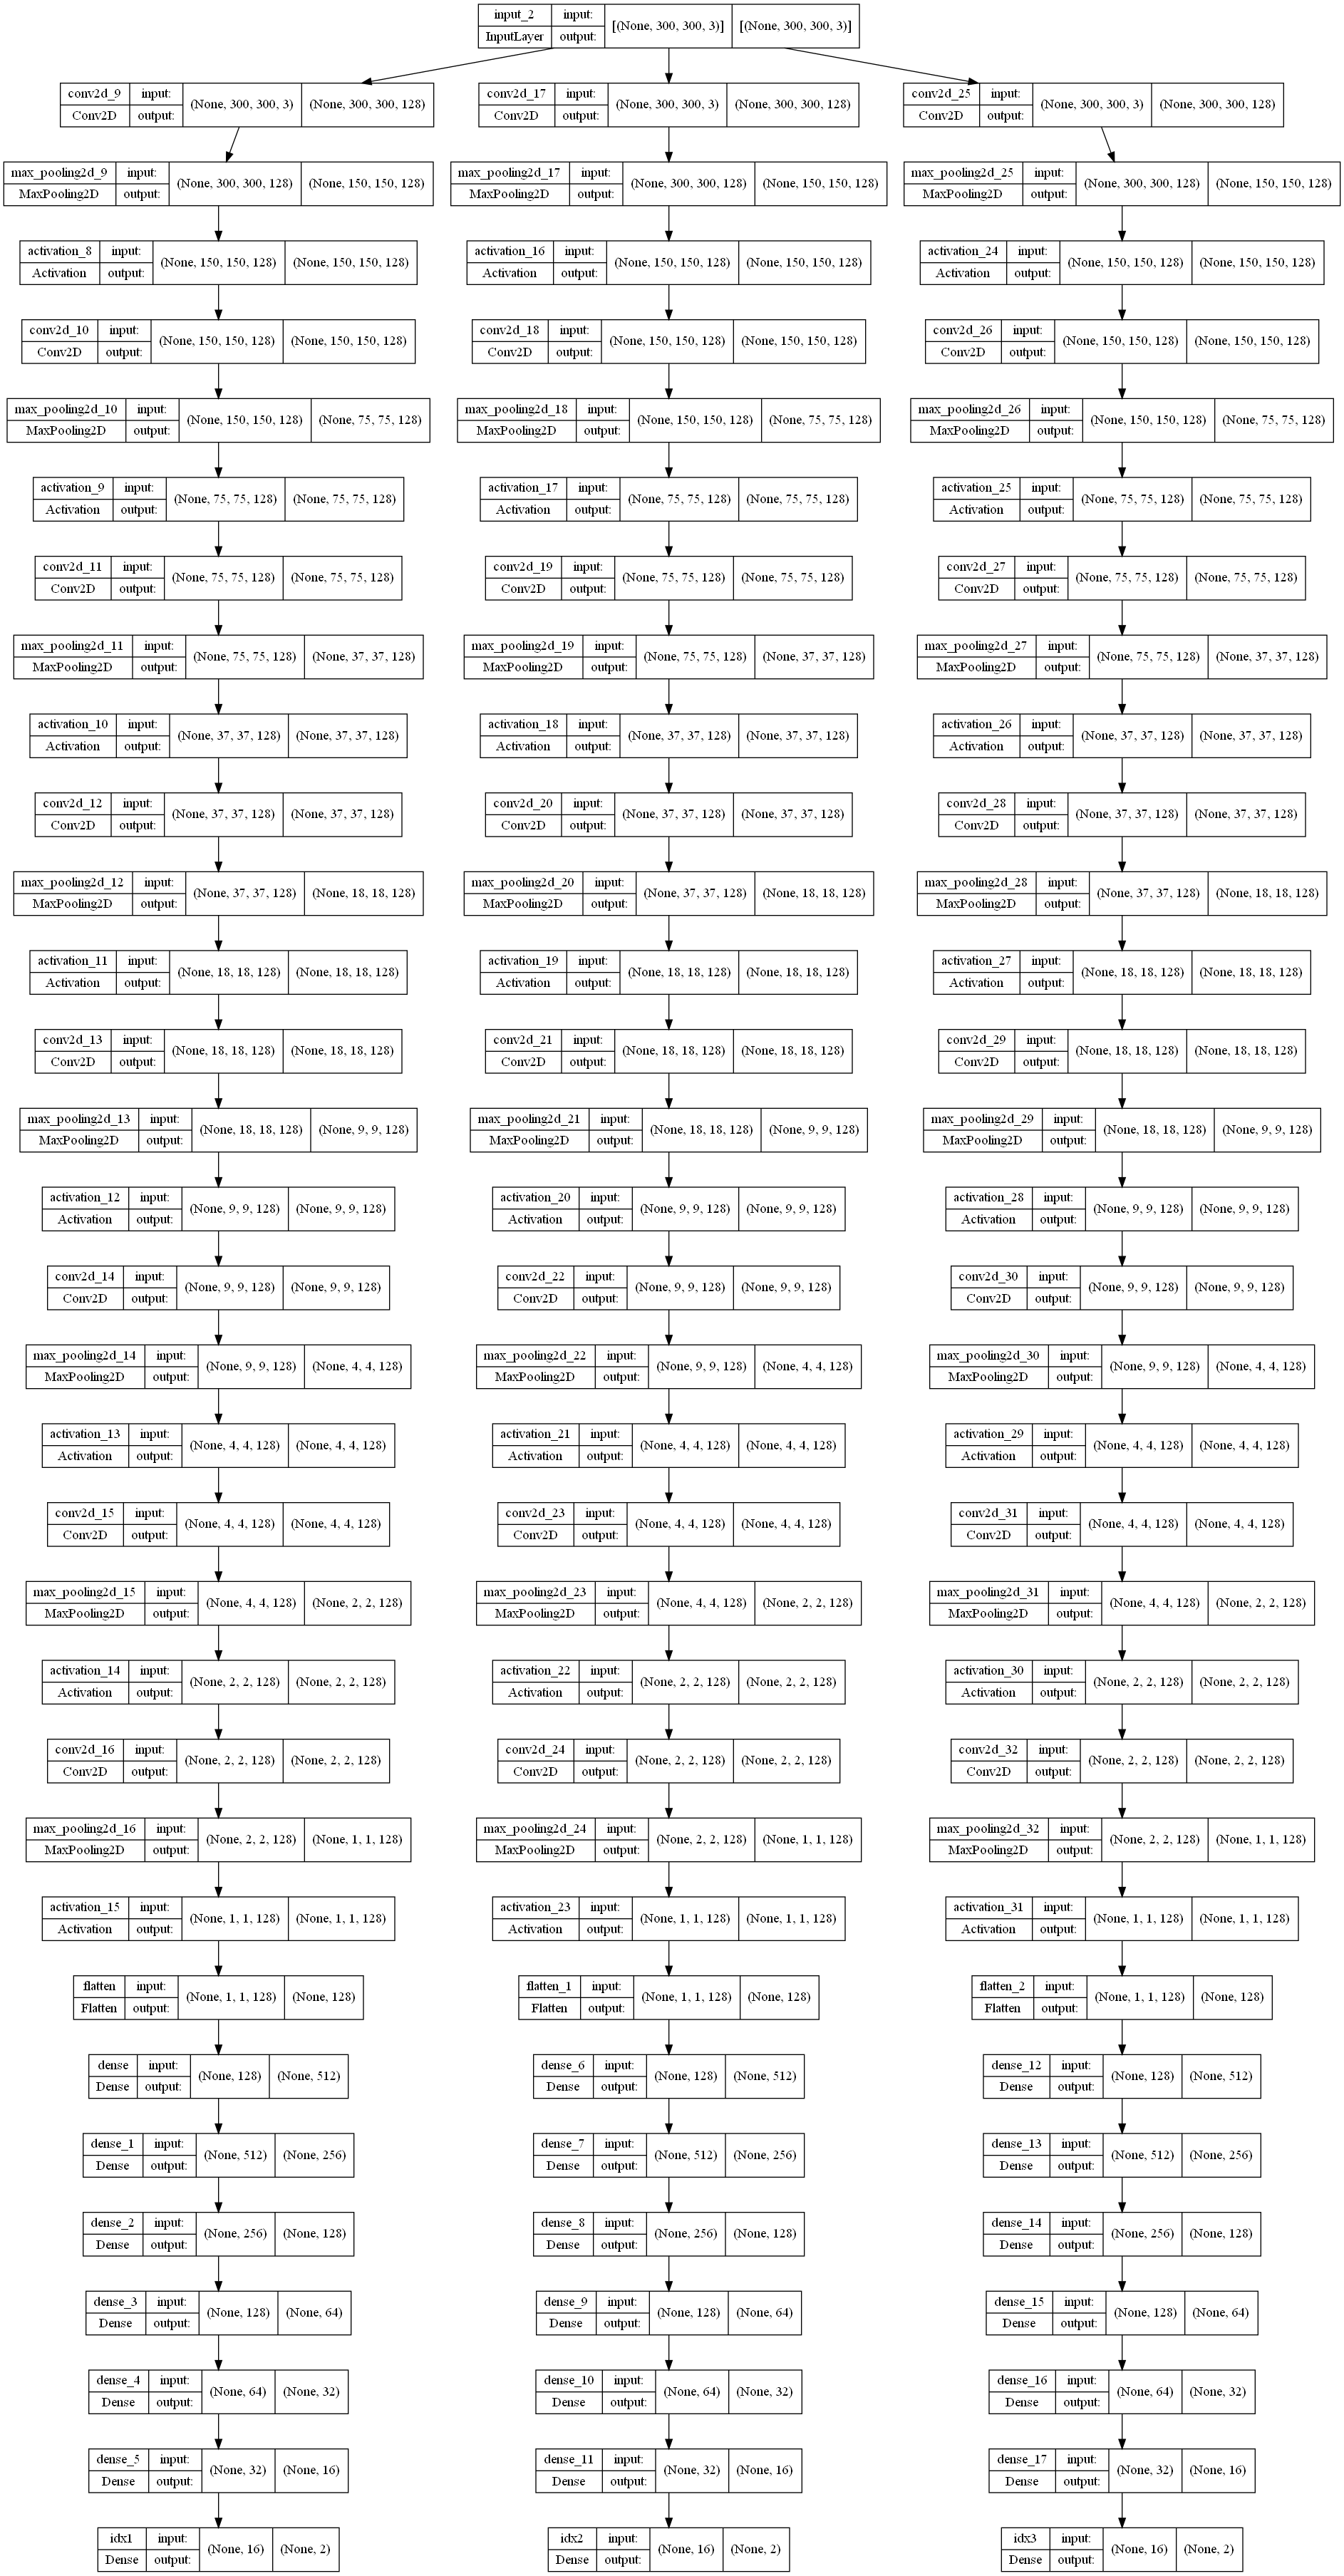 input_2 input: [(None, 300, 300, 3)] [(None, 300, 300, 3)]
InputLayer output:
conv2d_9 input: (None, 300, 300, 3) (None, 300, 300, 128) conv2d_17 input: (None, 300, 300, 3) (None, 300, 300, 128) conv2d_25 input: (None, 300, 300, 3) (None, 300, 300, 128)
Conv2D output: Conv2D output: Conv2D output:
max_pooling2d_9 input: (None, 300, 300, 128) (None, 150, 150, 128) max_pooling2d_17 input: (None, 300, 300, 128) (None, 150, 150, 128) max_pooling2d_25 input: (None, 300, 300, 128) (None, 150, 150, 128)
MaxPooling2D output: MaxPooling2D output: MaxPooling2D output:
activation_8 input: (None, 150, 150, 128) (None, 150, 150, 128) activation_16 input: (None, 150, 150, 128) (None, 150, 150, 128) activation_24 input: (None, 150, 150, 128) (None, 150, 150, 128)
Activation output: Activation output: Activation output:
conv2d_10 input: (None, 150, 150, 128) (None, 150, 150, 128) conv2d_18 input: (None, 150, 150, 128) (None, 150, 150, 128) conv2d_26 input: (None, 150, 150, 128) (None, 150, 150, 128)
Conv2D output: Conv2D output: Conv2D output:
max_pooling2d_10 input: (None, 150, 150, 128) (None, 75, 75, 128) max_pooling2d_18 input: (None, 150, 150, 128) (None, 75, 75, 128) max_pooling2d_26 input: (None, 150, 150, 128) (None, 75, 75, 128)
MaxPooling2D output: MaxPooling2D output: MaxPooling2D output:
activation_9 input: (None, 75, 75, 128) (None, 75, 75, 128) activation_17 input: (None, 75, 75, 128) (None, 75, 75, 128) activation_25 input: (None, 75, 75, 128) (None, 75, 75, 128)
Activation output: Activation output: Activation output:
conv2d_11 input: (None, 75, 75, 128) (None, 75, 75, 128) conv2d_19 input: (None, 75, 75, 128) (None, 75, 75, 128) conv2d_27 input: (None, 75, 75, 128) (None, 75, 75, 128)
Conv2D output: Conv2D output: Conv2D output:
max_pooling2d_11 input: (None, 75, 75, 128) (None, 37, 37, 128) max_pooling2d_19 input: (None, 75, 75, 128) (None, 37, 37, 128) max_pooling2d_27 input: (None, 75, 75, 128) (None, 37, 37, 128)
MaxPooling2D output: MaxPooling2D output: MaxPooling2D output:
activation_10 input: (None, 37, 37, 128) (None, 37, 37, 128) activation_18 input: (None, 37, 37, 128) (None, 37, 37, 128) activation_26 input: (None, 37, 37, 128) (None, 37, 37, 128)
Activation output: Activation output: Activation output:
conv2d_12 input: (None, 37, 37, 128) (None, 37, 37, 128) conv2d_20 input: (None, 37, 37, 128) (None, 37, 37, 128) conv2d_28 input: (None, 37, 37, 128) (None, 37, 37, 128)
Conv2D output: Conv2D output: Conv2D output:
max_pooling2d_12 input: (None, 37, 37, 128) (None, 18, 18, 128) max_pooling2d_20 input: (None, 37, 37, 128) (None, 18, 18, 128) max_pooling2d_28 input: (None, 37, 37, 128) (None, 18, 18, 128)
MaxPooling2D output: MaxPooling2D output: MaxPooling2D output:
activation_11 input: (None, 18, 18, 128) (None, 18, 18, 128) activation_19 input: (None, 18, 18, 128) (None, 18, 18, 128) activation_27 input: (None, 18, 18, 128) (None, 18, 18, 128)
Activation output: Activation output: Activation output:
conv2d_13 input: (None, 18, 18, 128) (None, 18, 18, 128) conv2d_21 input: (None, 18, 18, 128) (None, 18, 18, 128) conv2d_29 input: (None, 18, 18, 128) (None, 18, 18, 128)
Conv2D output: Conv2D output: Conv2D output:
max_pooling2d_13 input: (None, 18, 18, 128) (None, 9, 9, 128) max_pooling2d_21 input: (None, 18, 18, 128) (None, 9, 9, 128) max_pooling2d_29 input: (None, 18, 18, 128) (None, 9, 9, 128)
MaxPooling2D output: MaxPooling2D output: MaxPooling2D output:
activation_12 input: (None, 9, 9, 128) (None, 9, 9, 128) activation_20 input: (None, 9, 9, 128) (None, 9, 9, 128) activation_28 input: (None, 9, 9, 128) (None, 9, 9, 128)
Activation output: Activation output: Activation output:
conv2d_14 input: (None, 9, 9, 128) (None, 9, 9, 128) conv2d_22 input: (None, 9, 9, 128) (None, 9, 9, 128) conv2d_30 input: (None, 9, 9, 128) (None, 9, 9, 128)
Conv2D output: Conv2D output: Conv2D output:
max_pooling2d_14 input: (None, 9, 9, 128) (None, 4, 4, 128) max_pooling2d_22 input: (None, 9, 9, 128) (None, 4, 4, 128) max_pooling2d_30 input: (None, 9, 9, 128) (None, 4, 4, 128)
MaxPooling2D output: MaxPooling2D output: MaxPooling2D output:
activation_13 input: (None, 4, 4, 128) (None, 4, 4, 128) activation_21 input: (None, 4, 4, 128) (None, 4, 4, 128) activation_29 input: (None, 4, 4, 128) (None, 4, 4, 128)
Activation output: Activation output: Activation output:
conv2d_15 input: (None, 4, 4, 128) (None, 4, 4, 128) conv2d_23 input: (None, 4, 4, 128) (None, 4, 4, 128) conv2d_31 input: (None, 4, 4, 128) (None, 4, 4, 128)
Conv2D output: Conv2D output: Conv2D output:
max_pooling2d_15 input: (None, 4, 4, 128) (None, 2, 2, 128) max_pooling2d_23 input: (None, 4, 4, 128) (None, 2, 2, 128) max_pooling2d_31 input: (None, 4, 4, 128) (None, 2, 2, 128)
MaxPooling2D output: MaxPooling2D output: MaxPooling2D output:
activation_14 input: (None, 2, 2, 128) (None, 2, 2, 128) activation_22 input: (None, 2, 2, 128) (None, 2, 2, 128) activation_30 input: (None, 2, 2, 128) (None, 2, 2, 128)
Activation output: Activation output: Activation output:
conv2d_16 input: (None, 2, 2, 128) (None, 2, 2, 128) conv2d_24 input: (None, 2, 2, 128) (None, 2, 2, 128) conv2d_32 input: (None, 2, 2, 128) (None, 2, 2, 128)
Conv2D output: Conv2D output: Conv2D output:
max_pooling2d_16 input: (None, 2, 2, 128) (None, 1, 1, 128) max_pooling2d_24 input: (None, 2, 2, 128) (None, 1, 1, 128) max_pooling2d_32 input: (None, 2, 2, 128) (None, 1, 1, 128)
MaxPooling2D output: MaxPooling2D output: MaxPooling2D output:
activation_15 input: (None, 1, 1, 128) (None, 1, 1, 128) activation_23 input: (None, 1, 1, 128) (None, 1, 1, 128) activation_31 input: (None, 1, 1, 128) (None, 1, 1, 128)
Activation output: Activation output: Activation output:
flatten input: (None, 1, 1, 128) (None, 128) flatten_1 input: (None, 1, 1, 128) (None, 128) flatten_2 input: (None, 1, 1, 128) (None, 128)
Flatten output: Flatten output: Flatten output:
dense input: (None, 128) (None, 512) dense_6 input: (None, 128) (None, 512) dense_12 input: (None, 128) (None, 512)
Dense output: Dense output: Dense output:
dense_1 input: (None, 512) (None, 256) dense_7 input: (None, 512) (None, 256) dense_13 input: (None, 512) (None, 256)
Dense output: Dense output: Dense output:
dense_2 input: (None, 256) (None, 128) dense_8 input: (None, 256) (None, 128) dense_14 input: (None, 256) (None, 128)
Dense output: Dense output: Dense output:
dense_3 input: (None, 128) (None, 64) dense_9 input: (None, 128) (None, 64) dense_15 input: (None, 128) (None, 64)
Dense output: Dense output: Dense output:
dense_4 input: (None, 64) (None, 32) dense_10 input: (None, 64) (None, 32) dense_16 input: (None, 64) (None, 32)
Dense output: Dense output: Dense output:
dense_5 input: (None, 32) (None, 16) dense_11 input: (None, 32) (None, 16) dense_17 input: (None, 32) (None, 16)
Dense output: Dense output: Dense output:
idx1 input: (None, 16) (None, 2) idx2 input: (None, 16) (None, 2) idx3 input: (None, 16) (None, 2)
Dense output: Dense output: Dense output: